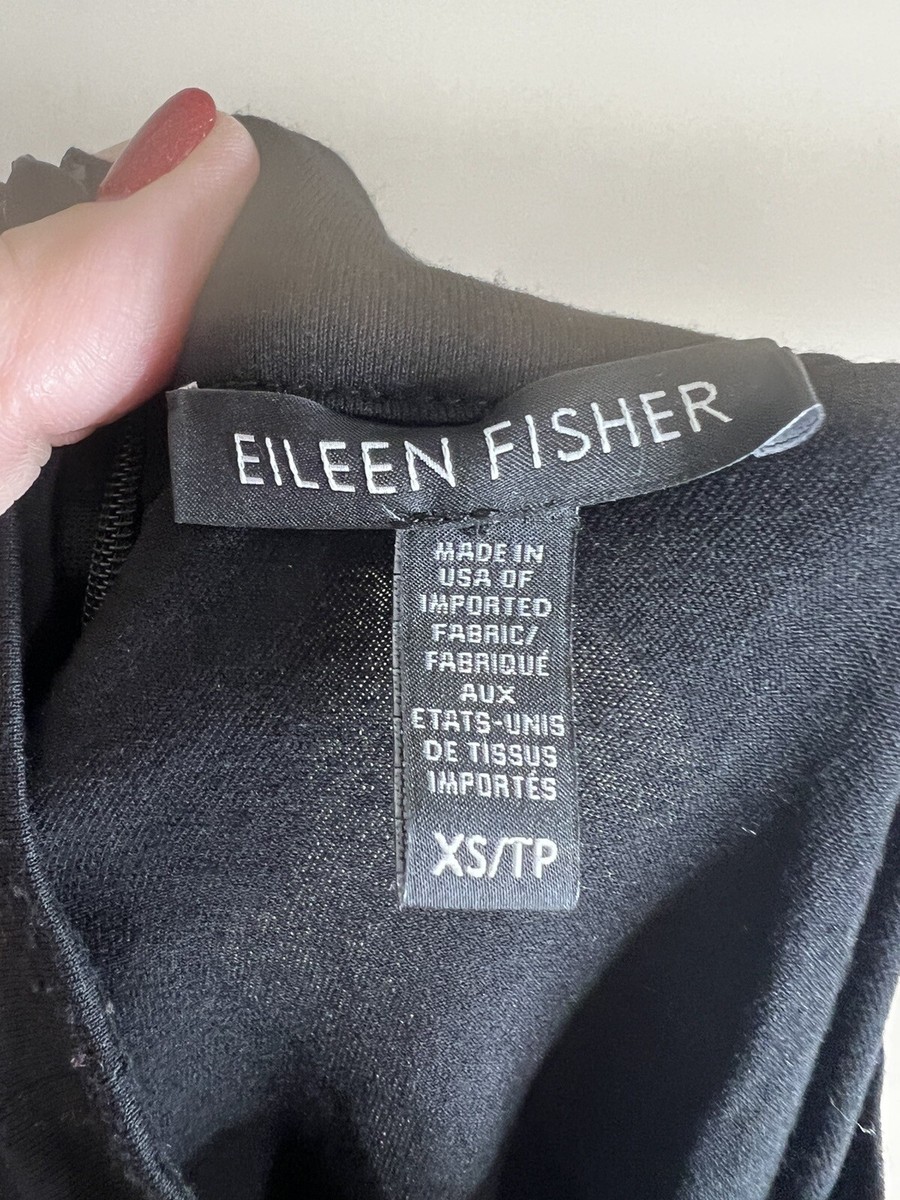 EILEEN FISHER
MADE IN
USA OF
IMPORTED
FABRIC/
FABRIQUÉ
AUX
ETATS-UNIS
DE TISSUS
IMPORTÉS
XS/TP